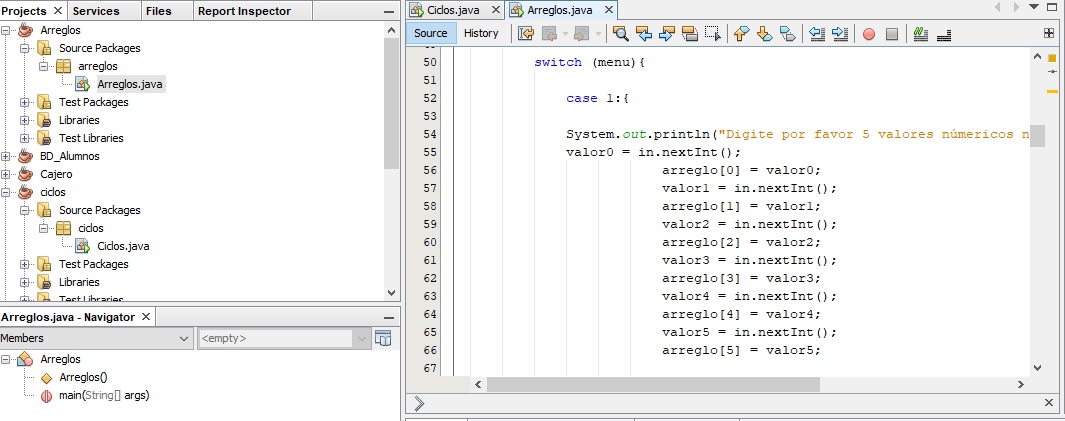 Projects Services Files Report Inspector
Arreglos
Source Packages
arreglos
Arreglos.java
Test Packages
Libraries
Test Libraries
BD_Alumnos
Cajero
ciclos
Source Packages
ciclos
Ciclos.java
Test Packages
Libraries
Test Libraries
Arreglos.java - Navigator
Members <empty>
Arreglos
Arreglos()
main(String[] args)
Ciclos.java Arreglos.java
Source History
50 switch (menu){
51
52 case 1:{
53
54 System.out.println("Digite por favor 5 valores númericos n
55 valor0 = in.nextInt();
56 arreglo[0] = valor0;
57 valor1 = in.nextInt();
58 arreglo[1] = valor1;
59 valor2 = in.nextInt();
60 arreglo[2] = valor2;
61 valor3 = in.nextInt();
62 arreglo[3] = valor3;
63 valor4 = in.nextInt();
64 arreglo[4] = valor4;
65 valor5 = in.nextInt();
66 arreglo[5] = valor5;
67